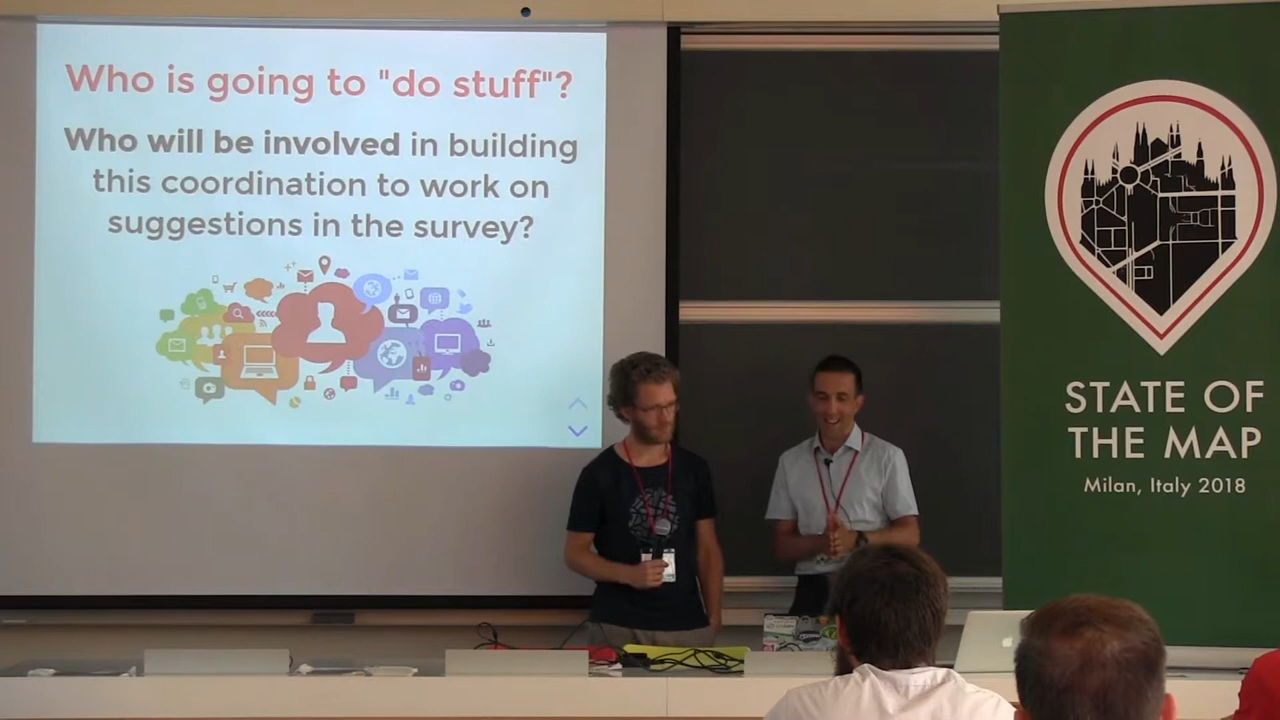 Who is going to "do stuff"?
Who will be involved in building
this coordination to work on
suggestions in the survey?
STATE OF
THE MAP
Milan, Italy 2018